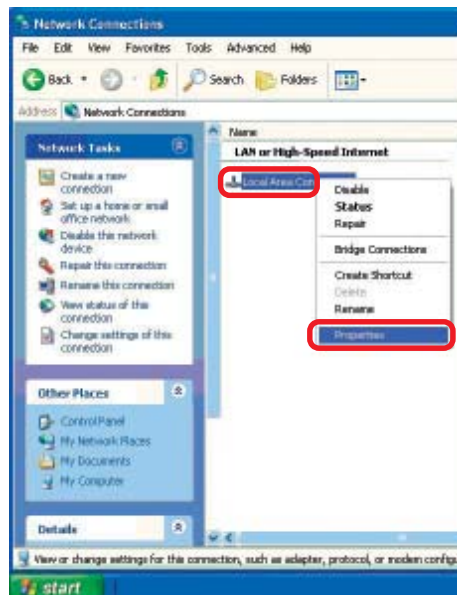 Network Connections
File Edit View Favorites Tools Advanced Help
Back Search Folders
Address Network Connections
Name
LAN or High-Speed Internet
Local Area Con
Disable
Status
Repair
Bridge Connections
Create Shortcut
Delete
Rename
Properties
Network Tasks
Create a new
connection
Set up a home or small
office network
Disable this network
device
Repair this connection
Rename this connection
View status of this
connection
Change settings of this
connection
Other Places
Control Panel
My Network Places
My Documents
My Computer
Details
View or change settings for this connection, such as adapter, protocol, or modem configu
start